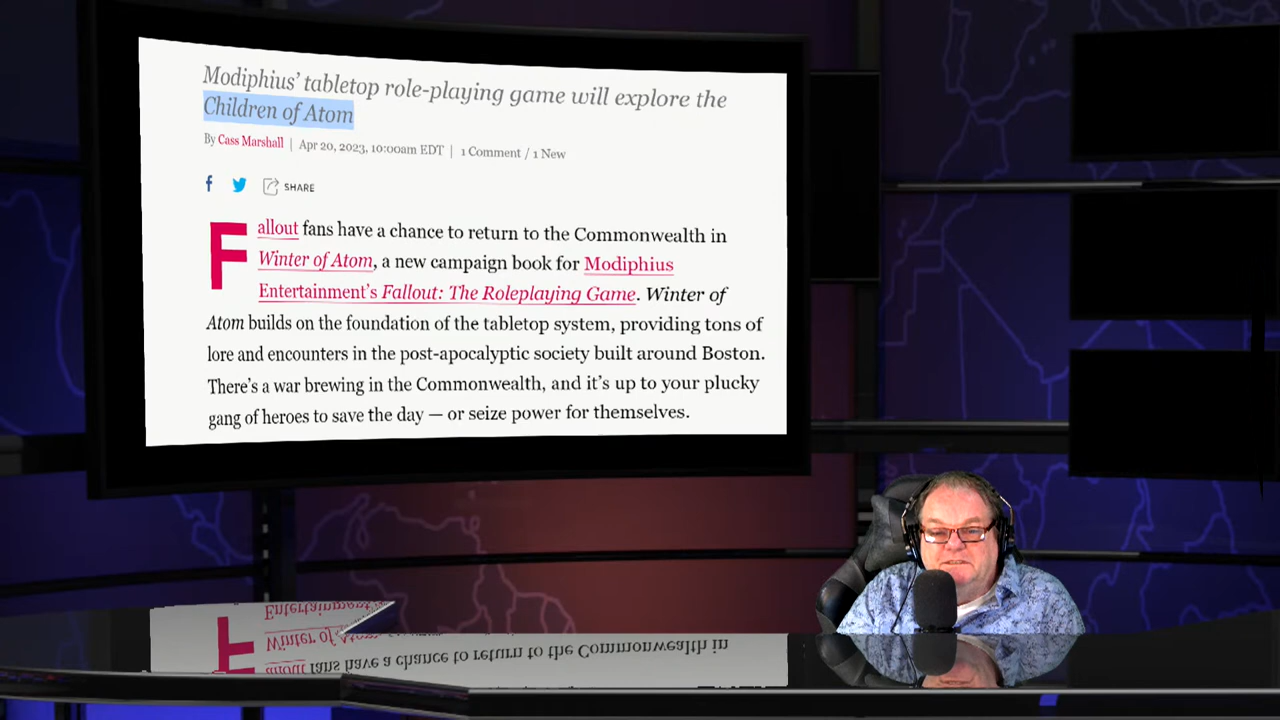 Modiphius’ tabletop role-playing game will explore the
Children of Atom
By Cass Marshall | Apr 20, 2023, 10:00am EDT | 1 Comment / 1 New
SHARE
Fallout fans have a chance to return to the Commonwealth in
Winter of Atom, a new campaign book for Modiphius
Entertainment’s Fallout: The Roleplaying Game. Winter of
Atom builds on the foundation of the tabletop system, providing tons of
lore and encounters in the post-apocalyptic society built around Boston.
There’s a war brewing in the Commonwealth, and it’s up to your plucky
gang of heroes to save the day — or seize power for themselves.